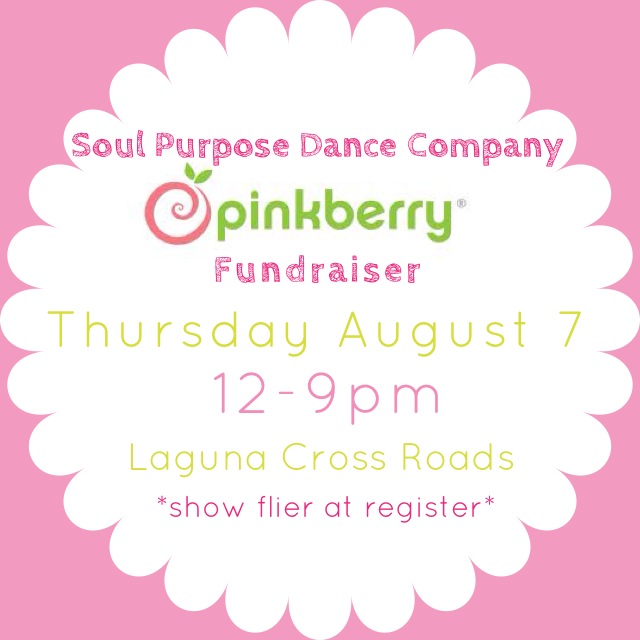 Soul Purpose Dance Company
pinkberry®
Fundraiser
Thursday August 7
12-9pm
Laguna Cross Roads
*show flier at register*